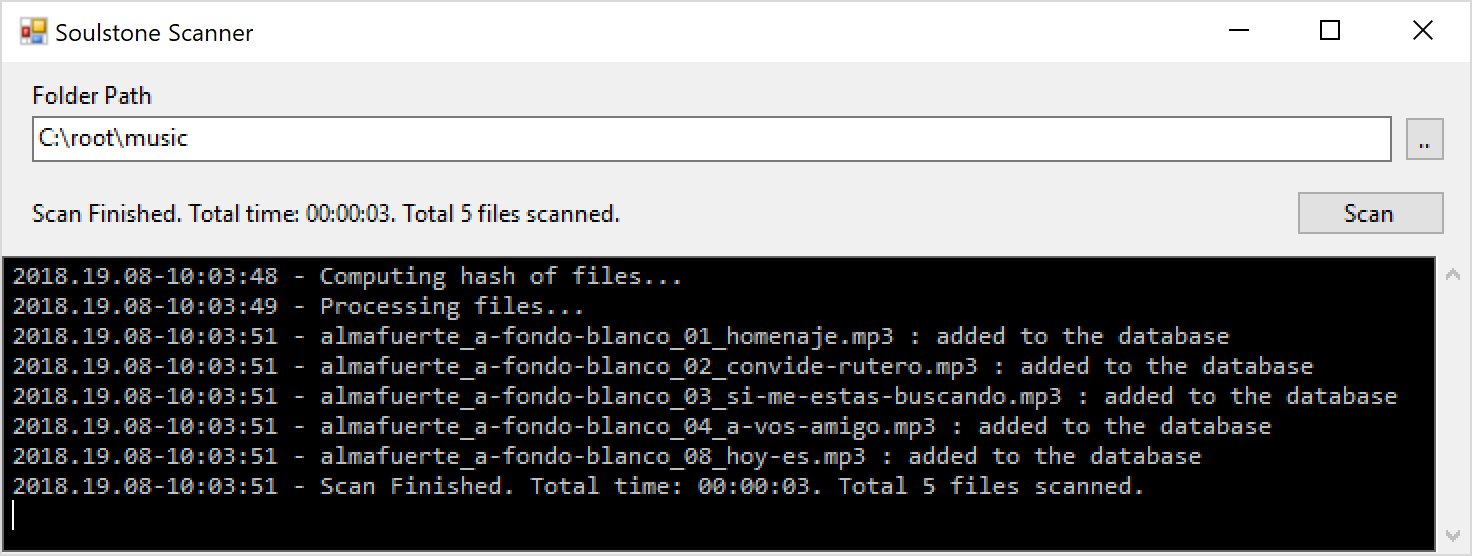 Soulstone Scanner
Folder Path
C:\root\music
..
Scan Finished. Total time: 00:00:03. Total 5 files scanned.
Scan
2018.19.08-10:03:48 - Computing hash of files...
2018.19.08-10:03:49 - Processing files...
2018.19.08-10:03:51 - almafuerte_a-fondo-blanco_01_homenaje.mp3 : added to the database
2018.19.08-10:03:51 - almafuerte_a-fondo-blanco_02_convide-rutero.mp3 : added to the database
2018.19.08-10:03:51 - almafuerte_a-fondo-blanco_03_si-me-estas-buscando.mp3 : added to the database
2018.19.08-10:03:51 - almafuerte_a-fondo-blanco_04_a-vos-amigo.mp3 : added to the database
2018.19.08-10:03:51 - almafuerte_a-fondo-blanco_08_hoy-es.mp3 : added to the database
2018.19.08-10:03:51 - Scan Finished. Total time: 00:00:03. Total 5 files scanned.